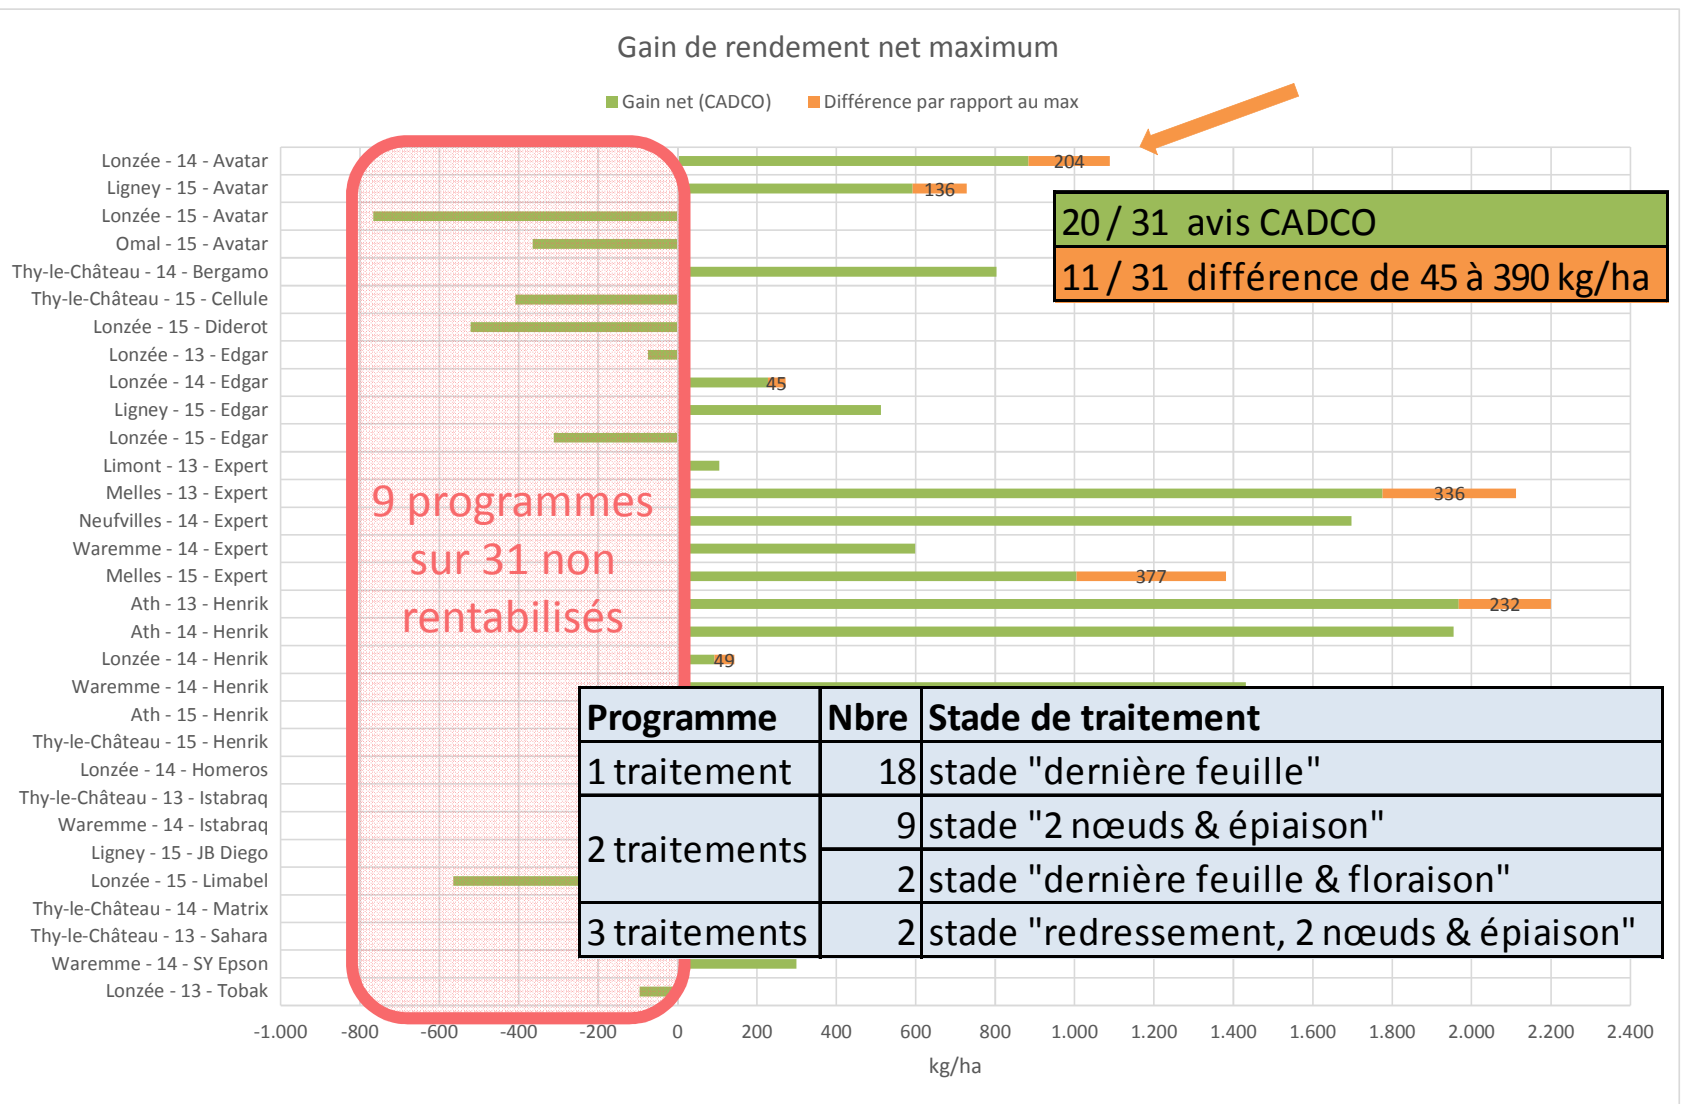 Gain de rendement net maximum
Gain net (CADCO) Différence par rapport au max
Lonzée - 14 - Avatar 204
Ligney - 15 - Avatar 136
Lonzée - 15 - Avatar
Omal - 15 - Avatar
Thy-le-Château - 14 - Bergamo
Thy-le-Château - 15 - Cellule
Lonzée - 15 - Diderot
Lonzée - 13 - Edgar
Lonzée - 14 - Edgar 45
Ligney - 15 - Edgar
Lonzée - 15 - Edgar
Limont - 13 - Expert
Melles - 13 - Expert 336
Neufvilles - 14 - Expert
Waremme - 14 - Expert
Melles - 15 - Expert 377
Ath - 13 - Henrik 232
Ath - 14 - Henrik
Lonzée - 14 - Henrik 49
Waremme - 14 - Henrik
Ath - 15 - Henrik
Thy-le-Château - 15 - Henrik
Lonzée - 14 - Homeros
Thy-le-Château - 13 - Istabraq
Waremme - 14 - Istabraq
Ligney - 15 - JB Diego
Lonzée - 15 - Limabel
Thy-le-Château - 14 - Matrix
Thy-le-Château - 13 - Sahara
Waremme - 14 - SY Epson
Lonzée - 13 - Tobak
20 / 31 avis CADCO
11 / 31 différence de 45 à 390 kg/ha
9 programmes
sur 31 non
rentabilisés
Programme Nbre Stade de traitement
1 traitement 18 stade "dernière feuille"
2 traitements 9 stade "2 nœuds & épiaison"
2 stade "dernière feuille & floraison"
3 traitements 2 stade "redressement, 2 nœuds & épiaison"
-1.000 -800 -600 -400 -200 0 200 400 600 800 1.000 1.200 1.400 1.600 1.800 2.000 2.200 2.400
kg/ha